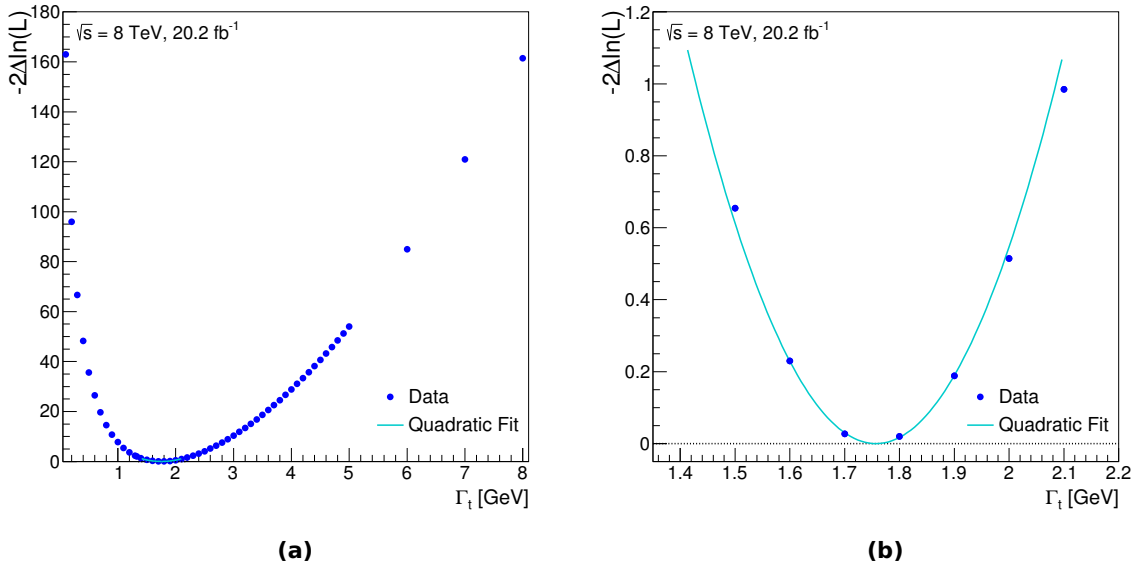 -2Δln(L)
√s = 8 TeV, 20.2 fb⁻¹
180
160
140
120
100
80
60
40
20
0
Data
Quadratic Fit
1 2 3 4 5 6 7 8
Γt [GeV]
(a)
-2Δln(L)
√s = 8 TeV, 20.2 fb⁻¹
1.2
1
0.8
0.6
0.4
0.2
0
Data
Quadratic Fit
1.4 1.5 1.6 1.7 1.8 1.9 2 2.1 2.2
Γt [GeV]
(b)